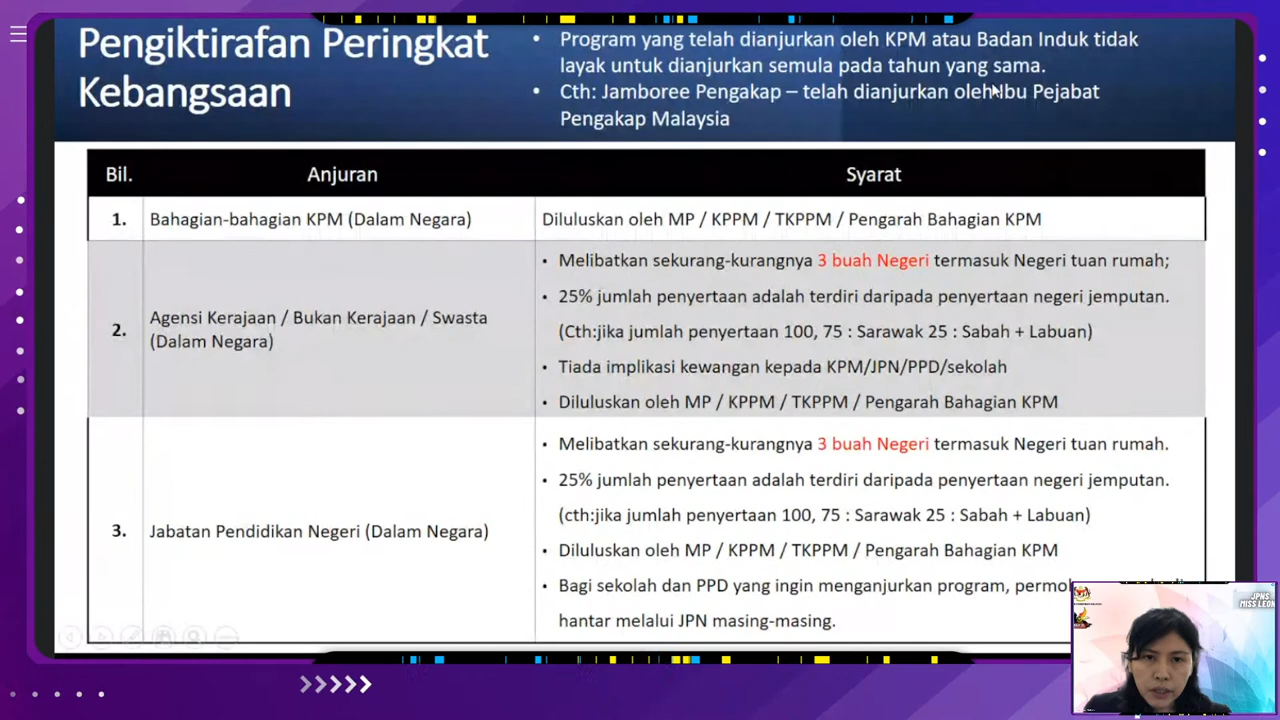 Pengiktirafan Peringkat
Kebangsaan
• Program yang telah dianjurkan oleh KPM atau Badan Induk tidak
layak untuk dianjurkan semula pada tahun yang sama.
• Cth: Jamboree Pengakap – telah dianjurkan oleh Ibu Pejabat
Pengakap Malaysia
Bil. Anjuran Syarat
1. Bahagian-bahagian KPM (Dalam Negara) Diluluskan oleh MP / KPPM / TKPPM / Pengarah Bahagian KPM
2. Agensi Kerajaan / Bukan Kerajaan / Swasta
(Dalam Negara)
• Melibatkan sekurang-kurangnya 3 buah Negeri termasuk Negeri tuan rumah;
• 25% jumlah penyertaan adalah terdiri daripada penyertaan negeri jemputan.
(Cth:jika jumlah penyertaan 100, 75 : Sarawak 25 : Sabah + Labuan)
• Tiada implikasi kewangan kepada KPM/JPN/PPD/sekolah
• Diluluskan oleh MP / KPPM / TKPPM / Pengarah Bahagian KPM
3. Jabatan Pendidikan Negeri (Dalam Negara)
• Melibatkan sekurang-kurangnya 3 buah Negeri termasuk Negeri tuan rumah.
• 25% jumlah penyertaan adalah terdiri daripada penyertaan negeri jemputan.
(cth:jika jumlah penyertaan 100, 75 : Sarawak 25 : Sabah + Labuan)
• Diluluskan oleh MP / KPPM / TKPPM / Pengarah Bahagian KPM
• Bagi sekolah dan PPD yang ingin menganjurkan program,
hantar melalui JPN masing-masing.
JPNS
MISS LEON